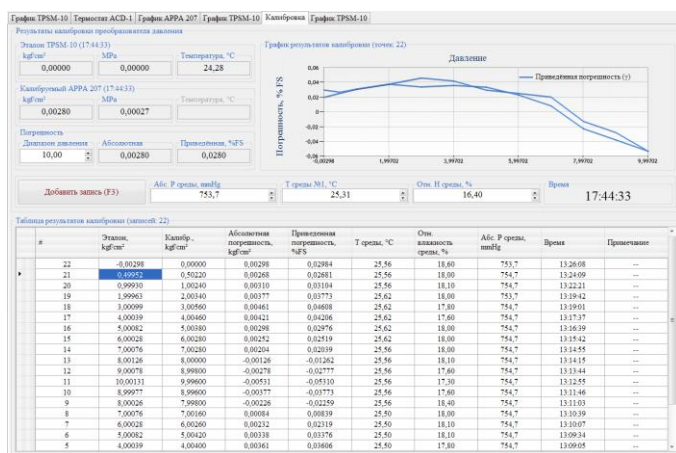 График TPSM-10 Термостат ACD-1 График APPA 207 График TPSM-10 Калибровка График TPSM-10
Результаты калибровки преобразователя давления
Эталон TPSM-10 (17:44:33)
kgf/cm² MPa Температура, °C
0,00000 0,00000 24,28
Калибруемый APPA 207 (17:44:33)
kgf/cm² MPa Температура, °C
0,00280 0,00027
Погрешность
Диапазон давления Абсолютная Приведённая, %FS
10,00 0,00280 0,0280
График результатов калибровки (точек: 22)
Давление
Приведённая погрешность (γ)
Погрешность, % FS
0,06
0,04
0,02
0
-0,02
-0,04
-0,06
-0,00298 1,99702 3,99702 5,99702 7,99702 9,99702
Добавить запись (F3)
Абс. P среды, mmHg T среды №1, °C Отн. H среды, % Время
753,7 25,31 16,40 17:44:33
Таблица результатов калибровки (записей: 22)
# Эталон, kgf/cm² Калибр., kgf/cm² Абсолютная погрешность, kgf/cm² Приведенная погрешность, %FS T среды, °C Отн. влажность среды, % Абс. P среды, mmHg Время Примечание
22 -0,00298 0,00000 0,00298 0,02984 25,56 18,60 753,7 13:26:08 --
21 0,49952 0,50220 0,00268 0,02681 25,56 18,00 754,7 13:24:09 --
20 0,99930 1,00240 0,00310 0,03104 25,56 18,10 754,7 13:22:21 --
19 1,99963 2,00340 0,00377 0,03773 25,62 18,00 753,7 13:19:42 --
18 3,00099 3,00560 0,00461 0,04608 25,62 17,80 754,7 13:19:01 --
17 4,00039 4,00460 0,00421 0,04206 25,62 17,60 754,7 13:17:37 --
16 5,00082 5,00380 0,00298 0,02976 25,56 18,00 754,7 13:16:39 --
15 6,00028 6,00280 0,00252 0,02519 25,56 18,00 754,7 13:15:42 --
14 7,00076 7,00280 0,00204 0,02039 25,56 18,00 754,7 13:14:55 --
13 8,00126 8,00000 -0,00126 -0,01262 25,56 18,10 754,7 13:14:15 --
12 9,00078 8,99800 -0,00278 -0,02777 25,56 17,60 754,7 13:13:44 --
11 10,00131 9,99600 -0,00531 -0,05310 25,56 17,30 754,7 13:12:55 --
10 8,99977 8,99600 -0,00377 -0,03773 25,56 17,60 754,7 13:11:46 --
9 8,00026 7,99800 -0,00226 -0,02259 25,56 18,40 754,7 13:11:03 --
8 7,00076 7,00160 0,00084 0,00839 25,50 18,00 754,7 13:10:39 --
7 6,00028 6,00260 0,00232 0,02319 25,50 18,10 754,7 13:10:07 --
6 5,00082 5,00420 0,00338 0,03376 25,50 18,10 754,7 13:09:34 --
5 4,00039 4,00400 0,00361 0,03606 25,50 17,80 754,7 13:09:05 --